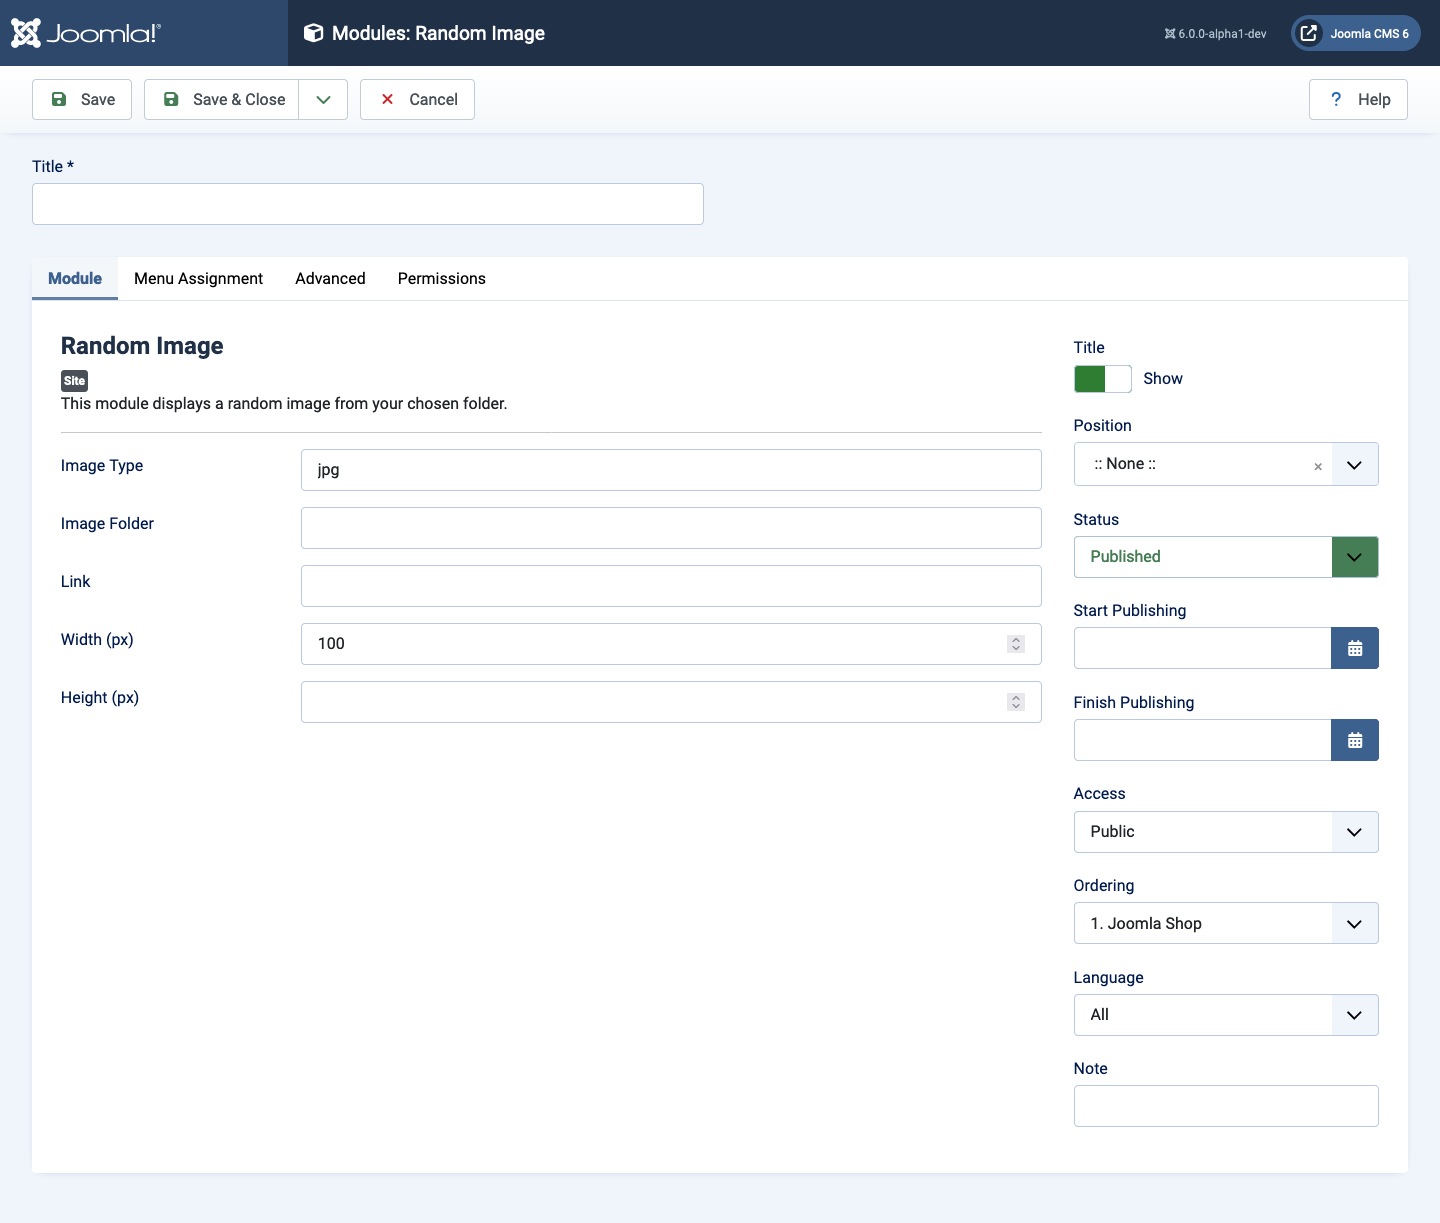 Joomla!®
Modules: Random Image
6.0.0-alpha1-dev
Joomla CMS 6
Save
Save & Close
Cancel
? Help
Title *
Module
Menu Assignment
Advanced
Permissions
Random Image
Site
This module displays a random image from your chosen folder.
Image Type
jpg
Image Folder
Link
Width (px)
100
Height (px)
Title
Show
Position
:: None ::
×
Status
Published
Start Publishing
Finish Publishing
Access
Public
Ordering
1. Joomla Shop
Language
All
Note